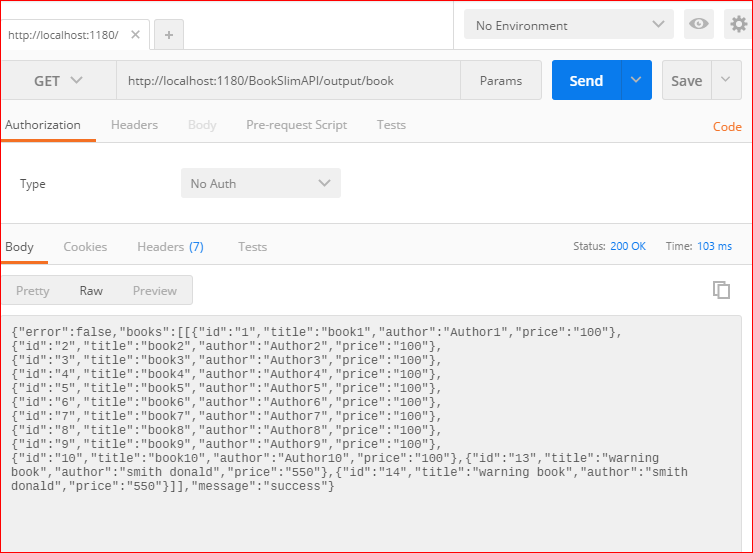 http://localhost:1180/ × +
No Environment
GET http://localhost:1180/BookSlimAPI/output/book Params Send Save
Authorization Headers Body Pre-request Script Tests Code
Type No Auth
Body Cookies Headers (7) Tests Status: 200 OK Time: 103 ms
Pretty Raw Preview
{"error":false,"books":[[{"id":"1","title":"book1","author":"Author1","price":"100"},
{"id":"2","title":"book2","author":"Author2","price":"100"},
{"id":"3","title":"book3","author":"Author3","price":"100"},
{"id":"4","title":"book4","author":"Author4","price":"100"},
{"id":"5","title":"book5","author":"Author5","price":"100"},
{"id":"6","title":"book6","author":"Author6","price":"100"},
{"id":"7","title":"book7","author":"Author7","price":"100"},
{"id":"8","title":"book8","author":"Author8","price":"100"},
{"id":"9","title":"book9","author":"Author9","price":"100"},
{"id":"10","title":"book10","author":"Author10","price":"100"},{"id":"13","title":"warning
book","author":"smith donald","price":"550"},{"id":"14","title":"warning book","author":"smith
donald","price":"550"}]],"message":"success"}